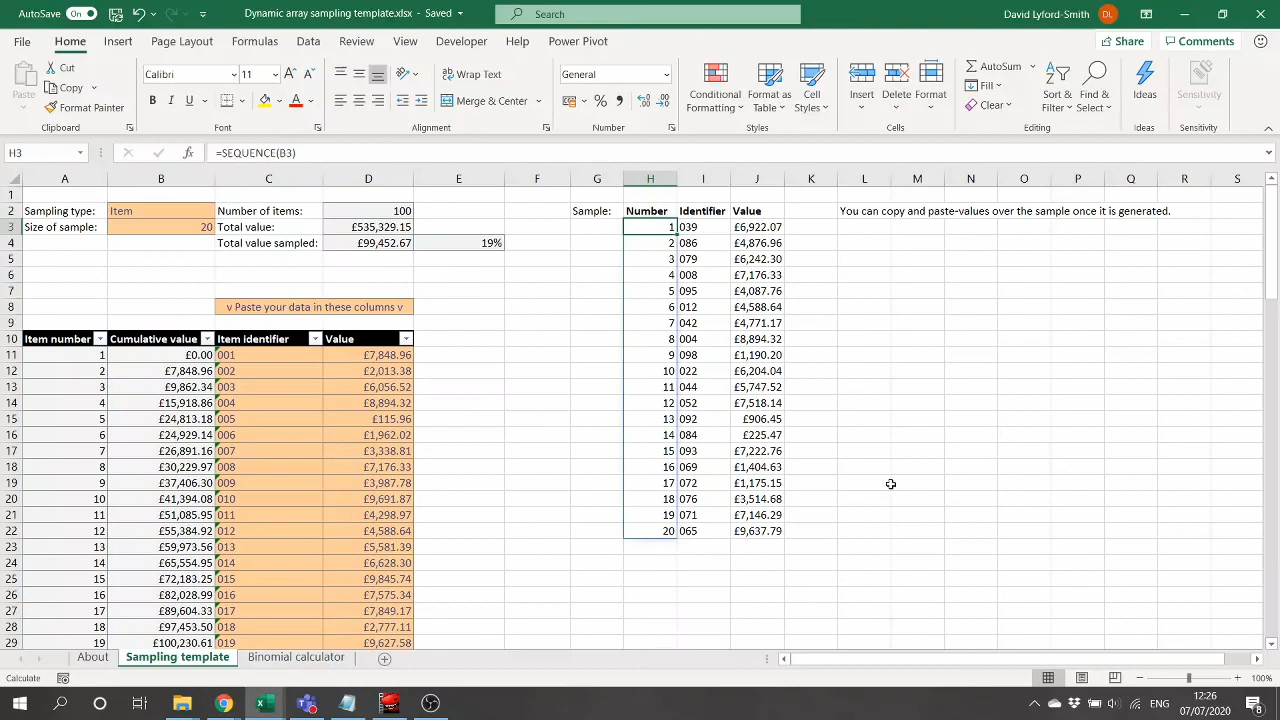 AutoSave On Dynamic array sampling template.xlsx - Saved Search David Lyford-Smith DL
File Home Insert Page Layout Formulas Data Review View Developer Help Power Pivot Share Comments
Paste Cut Copy Format Painter Clipboard
Calibri 11 B I U A Font
Wrap Text Merge & Center Alignment
General % Number
Conditional Formatting Format as Table Cell Styles Styles
Insert Delete Format Cells
AutoSum Fill Clear Sort & Filter Find & Select Editing
Ideas Ideas
Sensitivity Sensitivity
H3 fx =SEQUENCE(B3)
A B C D E F G H I J K L M N O P Q R S
1
2 Sampling type: Item Number of items: 100 Sample: Number Identifier Value You can copy and paste-values over the sample once it is generated.
3 Size of sample: 20 Total value: £535,329.15 1 039 £6,922.07
4 Total value sampled: £99,452.67 19% 2 086 £4,876.96
5 3 079 £6,242.30
6 4 008 £7,176.33
7 5 095 £4,087.76
8 v Paste your data in these columns v 6 012 £4,588.64
9 7 042 £4,771.17
10 Item number Cumulative value Item identifier Value 8 004 £8,894.32
11 1 £0.00 001 £7,848.96 9 098 £1,190.20
12 2 £7,848.96 002 £2,013.38 10 022 £6,204.04
13 3 £9,862.34 003 £6,056.52 11 044 £5,747.52
14 4 £15,918.86 004 £8,894.32 12 052 £7,518.14
15 5 £24,813.18 005 £115.96 13 092 £906.45
16 6 £24,929.14 006 £1,962.02 14 084 £225.47
17 7 £26,891.16 007 £3,338.81 15 093 £7,222.76
18 8 £30,229.97 008 £7,176.33 16 069 £1,404.63
19 9 £37,406.30 009 £3,987.78 17 072 £1,175.15
20 10 £41,394.08 010 £9,691.87 18 076 £3,514.68
21 11 £51,085.95 011 £4,298.97 19 071 £7,146.29
22 12 £55,384.92 012 £4,588.64 20 065 £9,637.79
23 13 £59,973.56 013 £5,581.39
24 14 £65,554.95 014 £6,628.30
25 15 £72,183.25 015 £9,845.74
26 16 £82,028.99 016 £7,575.34
27 17 £89,604.33 017 £7,849.17
28 18 £97,453.50 018 £2,777.11
29 19 £100,230.61 019 £9,627.58
About Sampling template Binomial calculator
Calculate 100%
ENG 12:26
07/07/2020